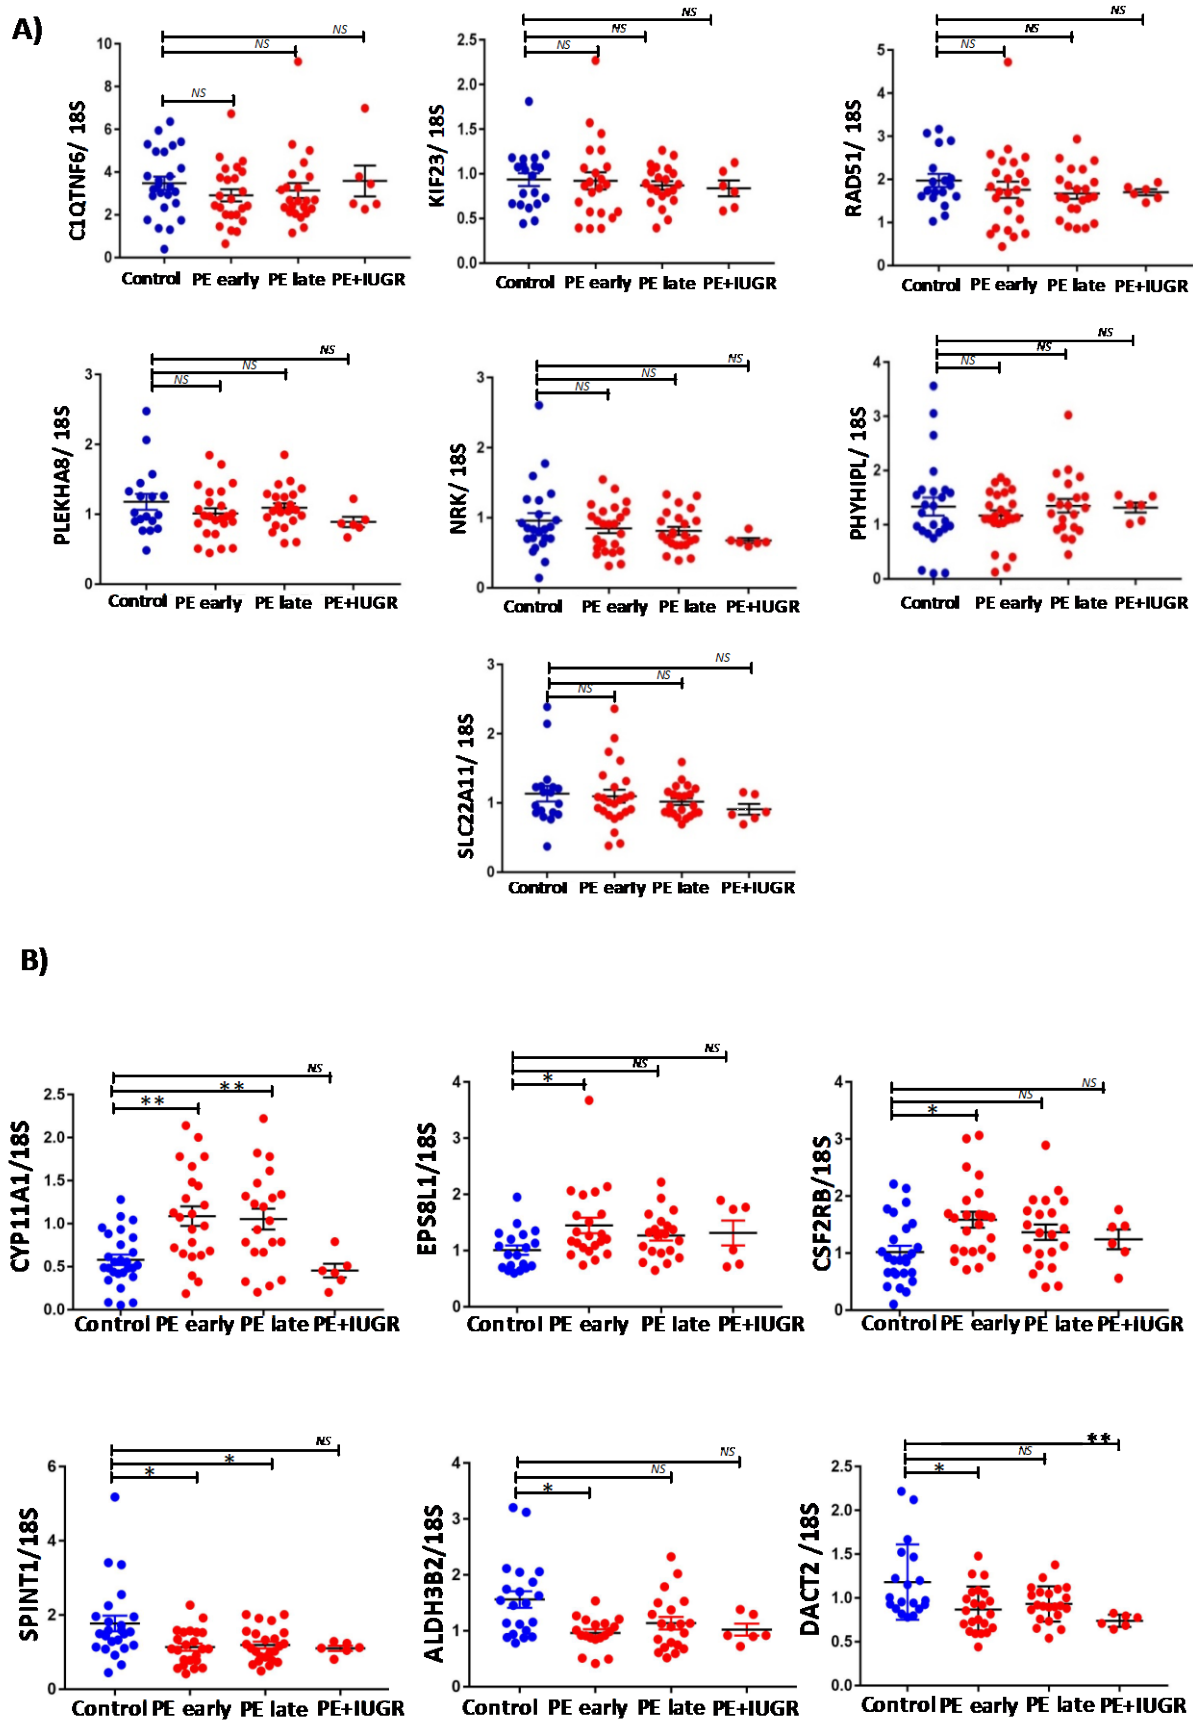 A)
C1QTNF6/ 18S
10
8
6
4
2
0
NS
NS
NS
Control PE early PE late PE+IUGR
KIF23/ 18S
2.5
2.0
1.5
1.0
0.5
0.0
NS
NS
NS
Control PE early PE late PE+IUGR
RAD51/ 18S
5
4
3
2
1
0
NS
NS
NS
Control PE early PE late PE+IUGR
PLEKHA8/ 18S
3
2
1
0
NS
NS
NS
Control PE early PE late PE+IUGR
NRK/ 18S
3
2
1
0
NS
NS
NS
Control PE early PE late PE+IUGR
PHYHIPL/ 18S
4
3
2
1
0
NS
NS
NS
Control PE early PE late PE+IUGR
SLC22A11/ 18S
3
2
1
0
NS
NS
NS
Control PE early PE late PE+IUGR
B)
CYP11A1/18S
2.5
2.0
1.5
1.0
0.5
0.0
NS
**
**
Control PE early PE late PE+IUGR
EPS8L1/18S
4
3
2
1
0
NS
NS
*
Control PE early PE late PE+IUGR
CSF2RB/18S
4
3
2
1
0
NS
NS
*
Control PE early PE late PE+IUGR
SPINT1/18S
6
4
2
0
NS
*
*
Control PE early PE late PE+IUGR
ALDH3B2/18S
4
3
2
1
0
NS
NS
*
Control PE early PE late PE+IUGR
DACT2 /18S
2.5
2.0
1.5
1.0
0.5
0.0
**
NS
*
Control PE early PE late PE+IUGR